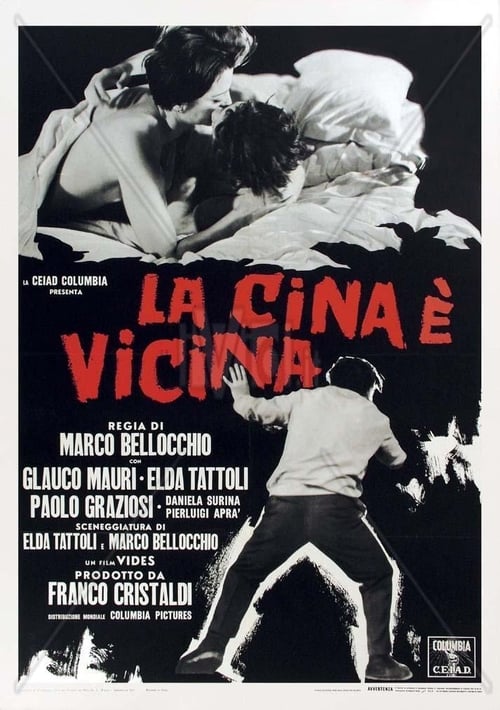 LA CEIAD COLUMBIA
PRESENTA
LA CiNA È
ViCiNA
REGIA DI
MARCO BELLOCCHIO
CON
GLAUCO MAURI · ELDA TATTOLI
PAOLO GRAZIOSI · DANIELA SURINA
PIERLUIGI APRA'
SCENEGGIATURA DI
ELDA TATTOLI E MARCO BELLOCCHIO
UN FILM VIDES
PRODOTTO DA
FRANCO CRISTALDI
DISTRIBUZIONE MONDIALE COLUMBIA PICTURES
COLUMBIA
C.E.I.A.D.
AVVERTENZA